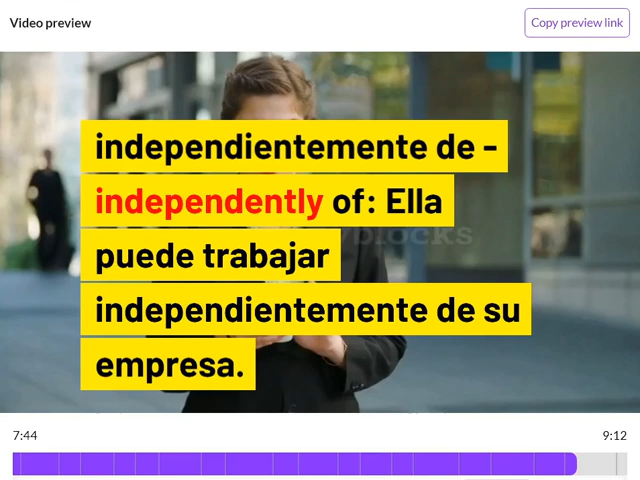 Video preview
Copy preview link
independientemente de -
independently of: Ella
puede trabajar
independientemente de su
empresa.
7:44
9:12